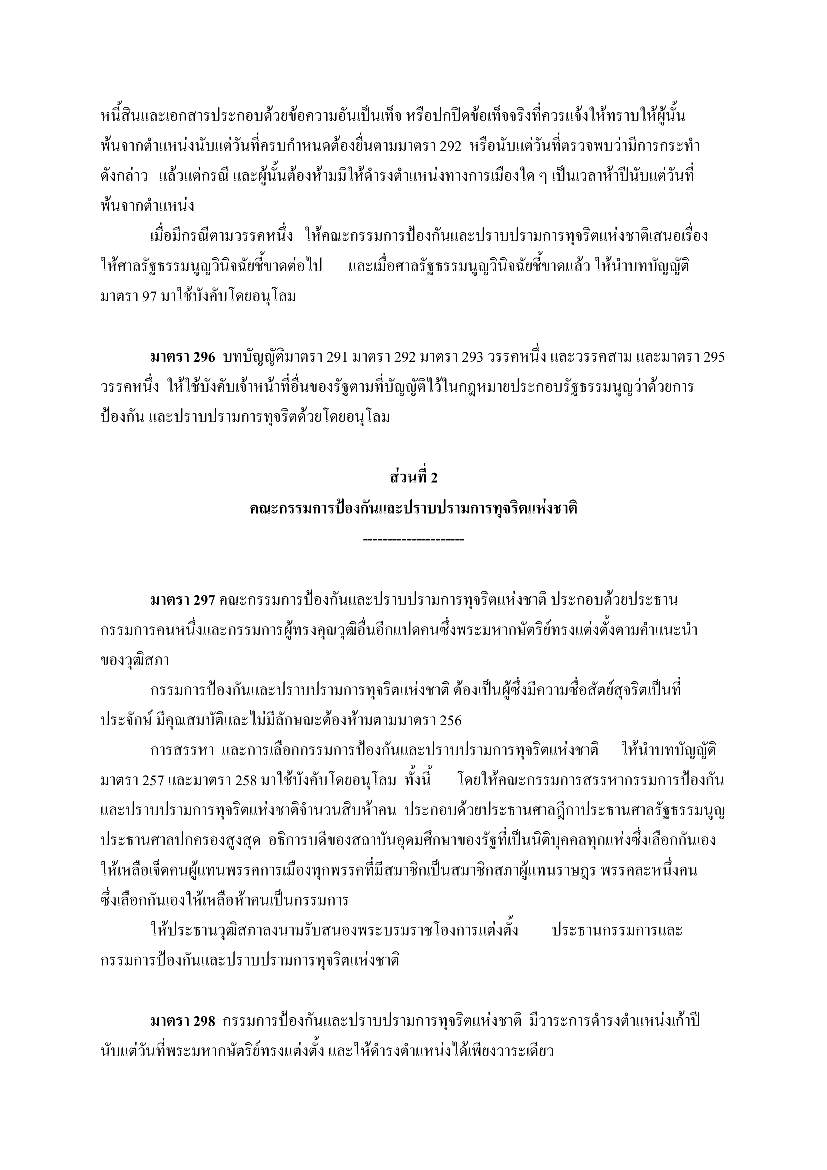 หนี้สินและเอกสารประกอบด้วยข้อความอันเป็นเท็จ หรือปกปิดข้อเท็จจริงที่ควรแจ้งให้ทราบให้ผู้นั้น
พ้นจากตำแหน่งนับแต่วันที่ครบกำหนดต้องยื่นตามมาตรา 292 หรือนับแต่วันที่ตรวจพบว่ามีการกระทำ
ดังกล่าว แล้วแต่กรณี และผู้นั้นต้องห้ามมิให้ดำรงตำแหน่งทางการเมืองใด ๆ เป็นเวลาห้าปีนับแต่วันที่
พ้นจากตำแหน่ง
เมื่อมีกรณีตามวรรคหนึ่ง ให้คณะกรรมการป้องกันและปราบปรามการทุจริตแห่งชาติเสนอเรื่อง
ให้ศาลรัฐธรรมนูญวินิจฉัยชี้ขาดต่อไป และเมื่อศาลรัฐธรรมนูญวินิจฉัยชี้ขาดแล้ว ให้นำบทบัญญัติ
มาตรา 97 มาใช้บังคับโดยอนุโลม
มาตรา 296 บทบัญญัติมาตรา 291 มาตรา 292 มาตรา 293 วรรคหนึ่ง และวรรคสาม และมาตรา 295
วรรคหนึ่ง ให้ใช้บังคับเจ้าหน้าที่อื่นของรัฐตามที่บัญญัติไว้ในกฎหมายประกอบรัฐธรรมนูญว่าด้วยการ
ป้องกัน และปราบปรามการทุจริตด้วยโดยอนุโลม
ส่วนที่ 2
คณะกรรมการป้องกันและปราบปรามการทุจริตแห่งชาติ
---------------------
มาตรา 297 คณะกรรมการป้องกันและปราบปรามการทุจริตแห่งชาติ ประกอบด้วยประธาน
กรรมการคนหนึ่งและกรรมการผู้ทรงคุณวุฒิอื่นอีกแปดคนซึ่งพระมหากษัตริย์ทรงแต่งตั้งตามคำแนะนำ
ของวุฒิสภา
กรรมการป้องกันและปราบปรามการทุจริตแห่งชาติ ต้องเป็นผู้ซึ่งมีความซื่อสัตย์สุจริตเป็นที่
ประจักษ์ มีคุณสมบัติและไม่มีลักษณะต้องห้ามตามมาตรา 256
การสรรหา และการเลือกกรรมการป้องกันและปราบปรามการทุจริตแห่งชาติ ให้นำบทบัญญัติ
มาตรา 257 และมาตรา 258 มาใช้บังคับโดยอนุโลม ทั้งนี้ โดยให้คณะกรรมการสรรหากรรมการป้องกัน
และปราบปรามการทุจริตแห่งชาติจำนวนสิบห้าคน ประกอบด้วยประธานศาลฎีกาประธานศาลรัฐธรรมนูญ
ประธานศาลปกครองสูงสุด อธิการบดีของสถาบันอุดมศึกษาของรัฐที่เป็นนิติบุคคลทุกแห่งซึ่งเลือกกันเอง
ให้เหลือเจ็ดคนผู้แทนพรรคการเมืองทุกพรรคที่มีสมาชิกเป็นสมาชิกสภาผู้แทนราษฎร พรรคละหนึ่งคน
ซึ่งเลือกกันเองให้เหลือห้าคนเป็นกรรมการ
ให้ประธานวุฒิสภาลงนามรับสนองพระบรมราชโองการแต่งตั้ง ประธานกรรมการและ
กรรมการป้องกันและปราบปรามการทุจริตแห่งชาติ
มาตรา 298 กรรมการป้องกันและปราบปรามการทุจริตแห่งชาติ มีวาระการดำรงตำแหน่งเก้าปี
นับแต่วันที่พระมหากษัตริย์ทรงแต่งตั้ง และให้ดำรงตำแหน่งได้เพียงวาระเดียว